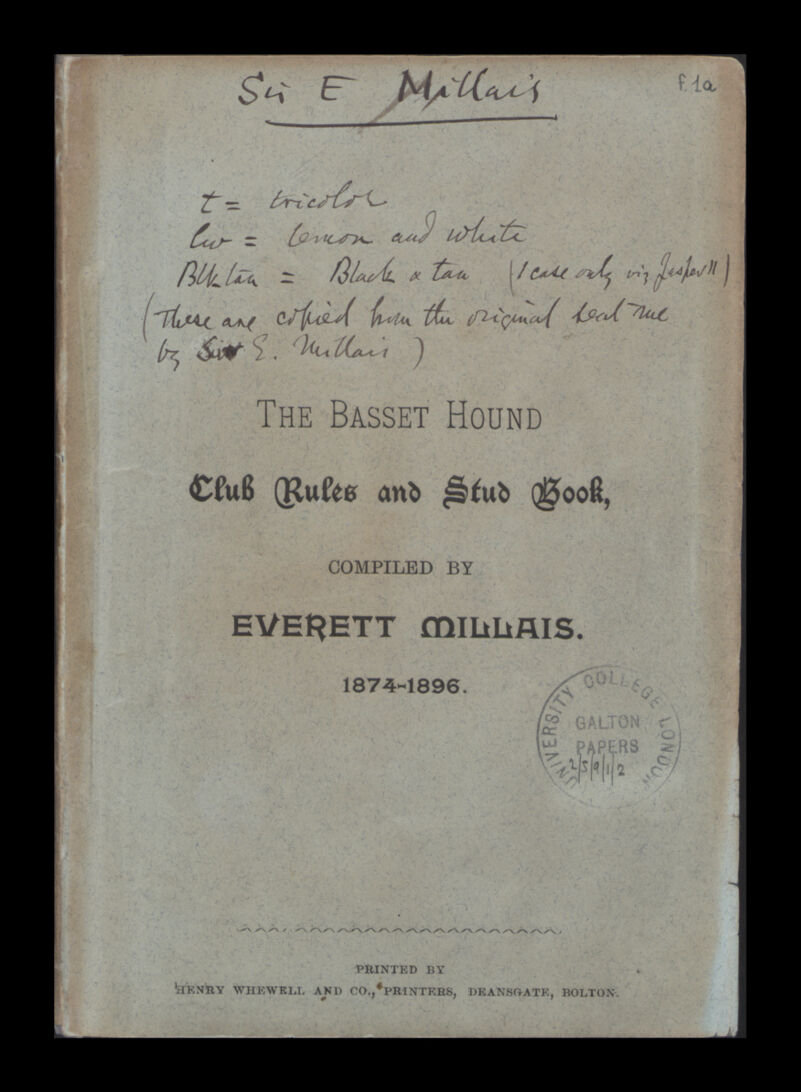 Sir E Millais
f.1a
t = tricolor
lw = lemon and white
Blk tan = Black & tan (1 case only viz Jasper II)
(These are copied from the original sent me
by Sir E. Millais)
THE BASSET HOUND
Club Rules and Stud Book,
COMPILED BY
EVERETT MILLAIS.
1874-1896.
UNIVERSITY COLLEGE LONDON
GALTON
PAPERS
2/5/9/1/2
PRINTED BY
HENRY WHEWELL AND CO., PRINTERS, DEANSGATE, BOLTON.